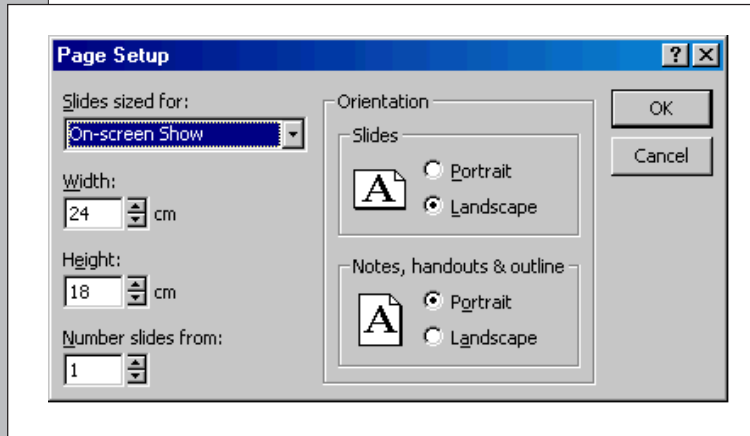 Page Setup
Slides sized for:
On-screen Show
Width:
24 cm
Height:
18 cm
Number slides from:
1
Orientation
Slides
A
Portrait
Landscape
Notes, handouts & outline
A
Portrait
Landscape
OK
Cancel